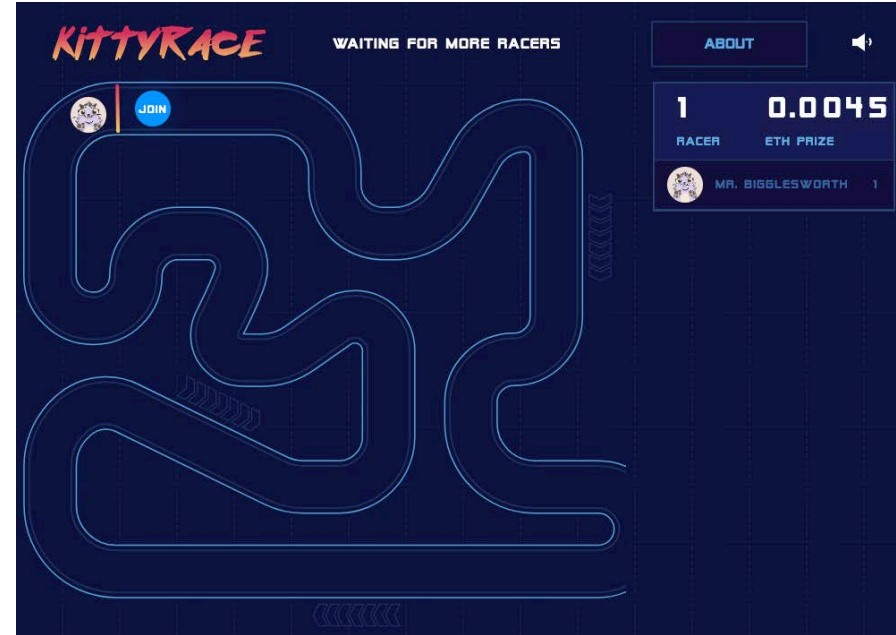 KITTYRACE
WAITING FOR MORE RACERS
ABOUT
JOIN
1 0.0045
RACER ETH PRIZE
MR. BIGGLESWORTH 1